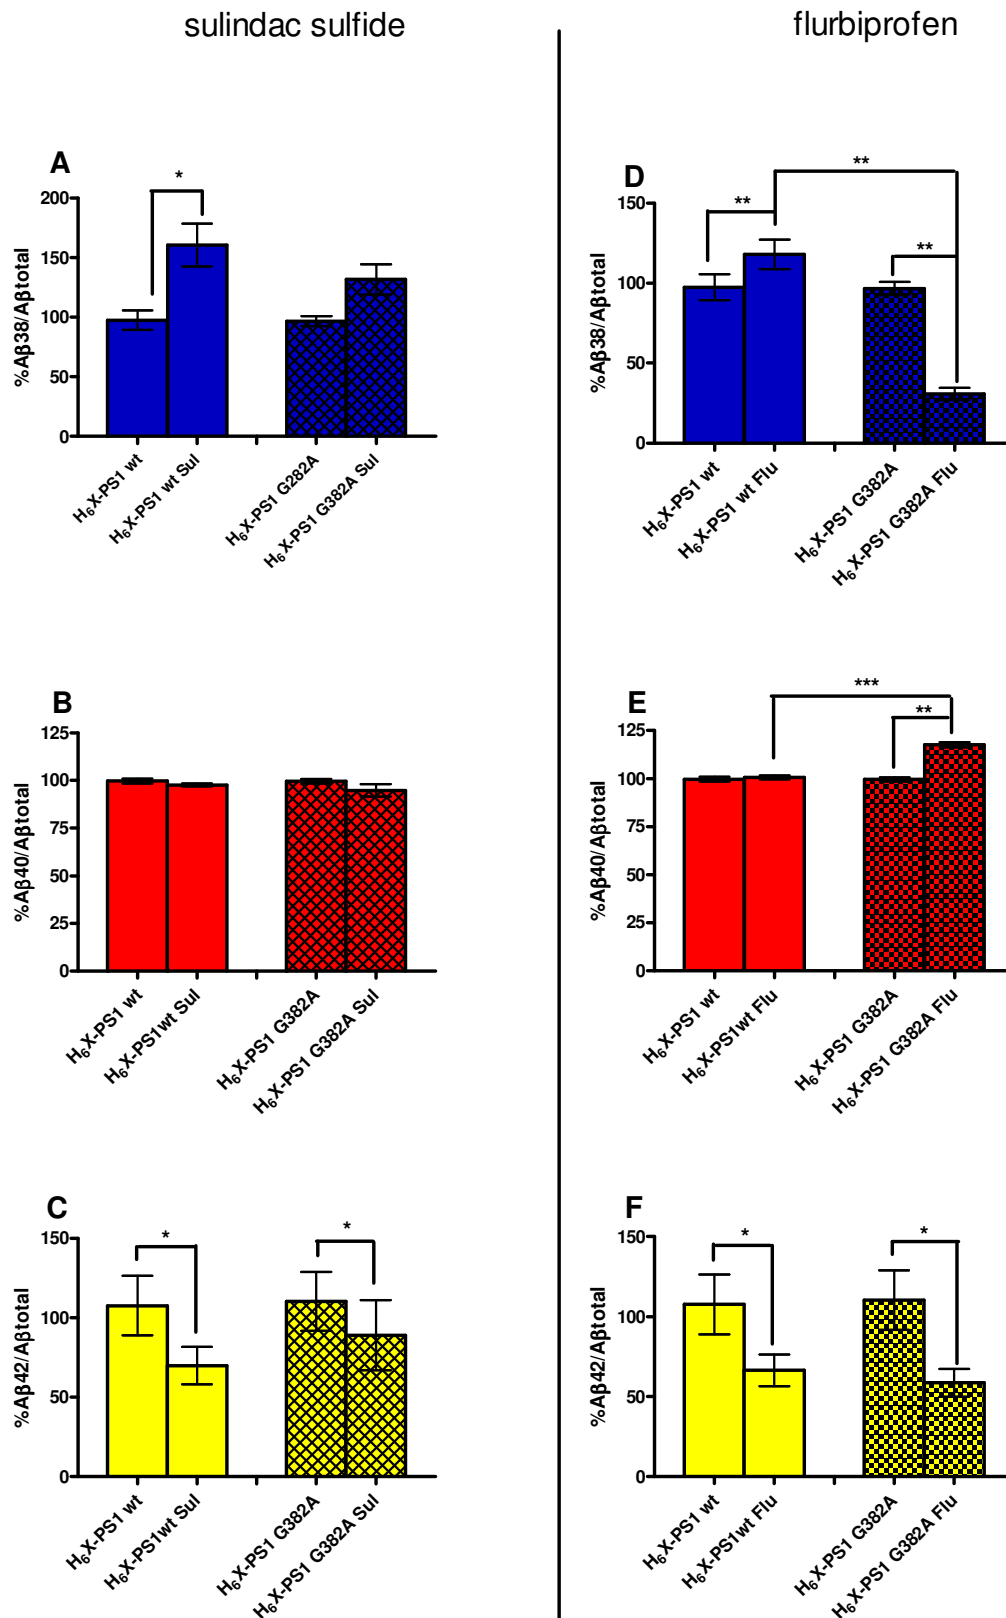 sulindac sulfide
flurbiprofen
A
*
%Aβ38/Aβtotal
200
150
100
50
0
H₆X-PS1 wt
H₆X-PS1 wt Sul
H₆X-PS1 G282A
H₆X-PS1 G382A Sul
D
**
**
**
%Aβ38/Aβtotal
150
100
50
0
H₆X-PS1 wt
H₆X-PS1 wt Flu
H₆X-PS1 G382A
H₆X-PS1 G382A Flu
B
%Aβ40/Aβtotal
125
100
75
50
25
0
H₆X-PS1 wt
H₆X-PS1wt Sul
H₆X-PS1 G382A
H₆X-PS1 G382A Sul
E
***
**
%Aβ40/Aβtotal
125
100
75
50
25
0
H₆X-PS1 wt
H₆X-PS1wt Flu
H₆X-PS1 G382A
H₆X-PS1 G382A Flu
C
*
*
%Aβ42/Aβtotal
150
100
50
0
H₆X-PS1 wt
H₆X-PS1wt Sul
H₆X-PS1 G382A
H₆X-PS1 G382A Sul
F
*
*
%Aβ42/Aβtotal
150
100
50
0
H₆X-PS1 wt
H₆X-PS1wt Flu
H₆X-PS1 G382A
H₆X-PS1 G382A Flu